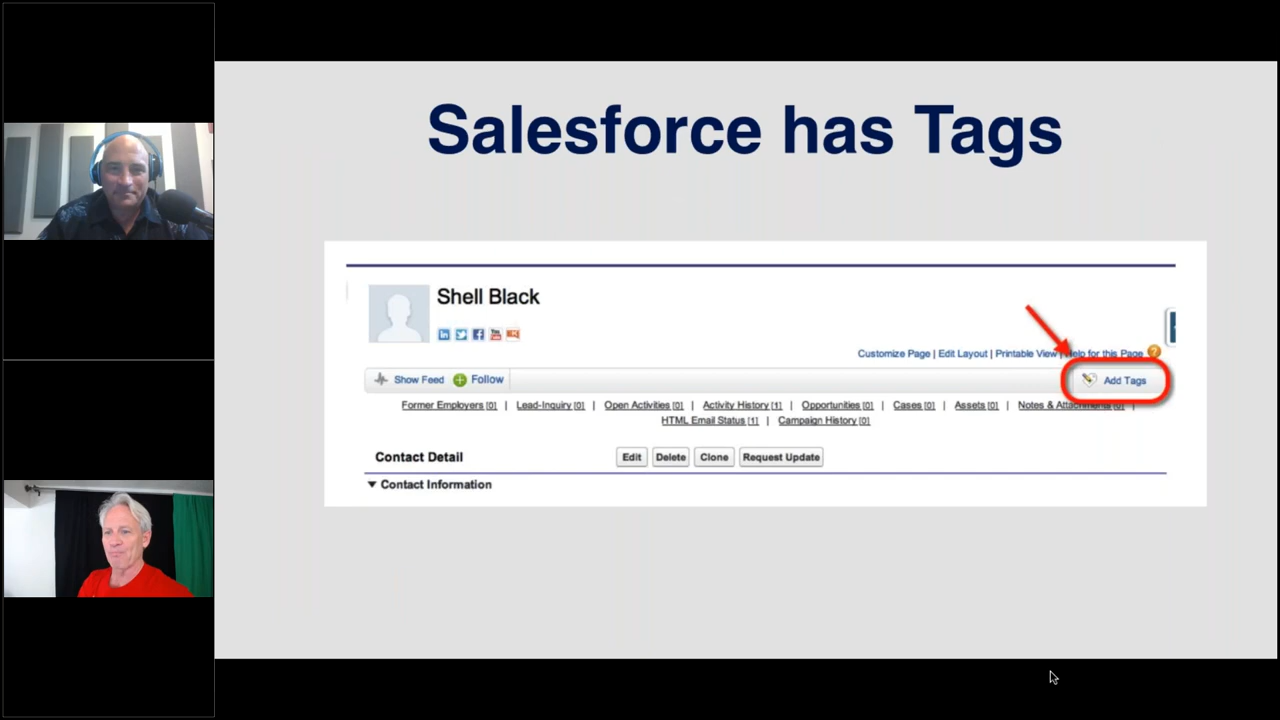 Salesforce has Tags
Shell Black
Customize Page | Edit Layout | Printable View | Help for this Page
Show Feed Follow Add Tags
Former Employers [0] | Lead-Inquiry [0] | Open Activities [0] | Activity History [1] | Opportunities [0] | Cases [0] | Assets [0] | Notes & Attachments [0] |
HTML Email Status [1] | Campaign History [0]
Contact Detail Edit Delete Clone Request Update
Contact Information